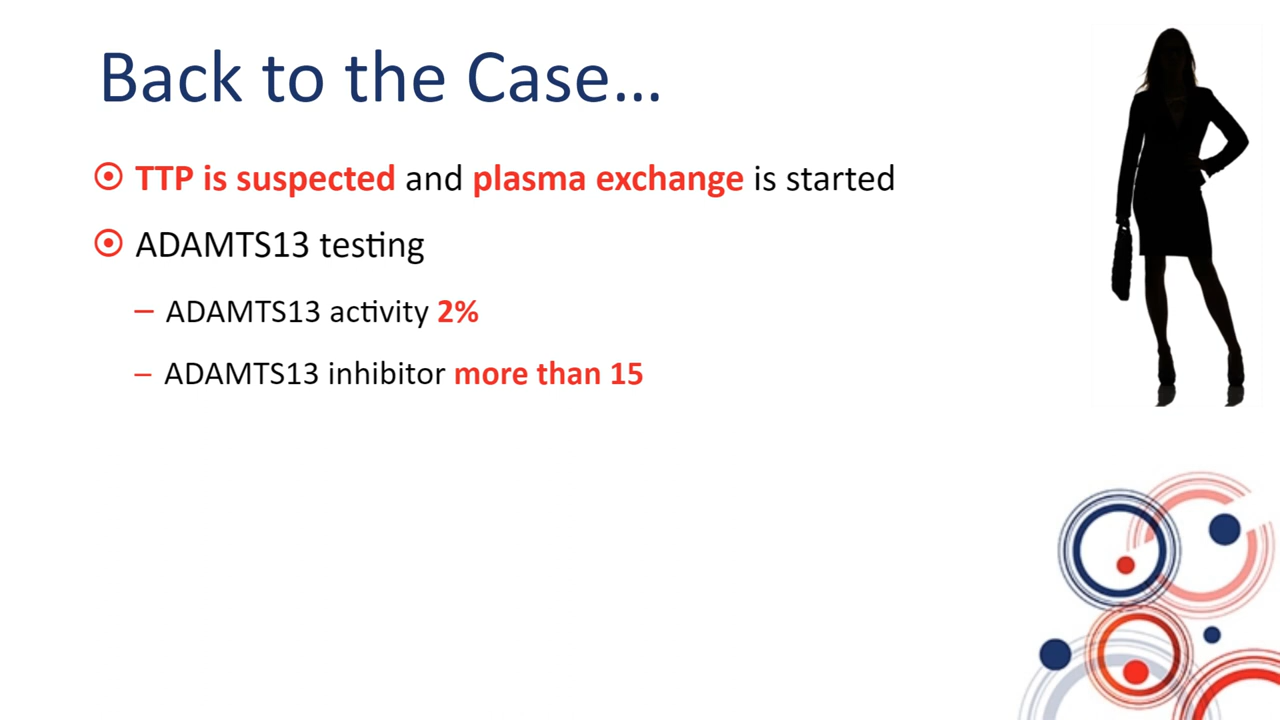 Back to the Case…
TTP is suspected and plasma exchange is started
ADAMTS13 testing
– ADAMTS13 activity 2%
– ADAMTS13 inhibitor more than 15